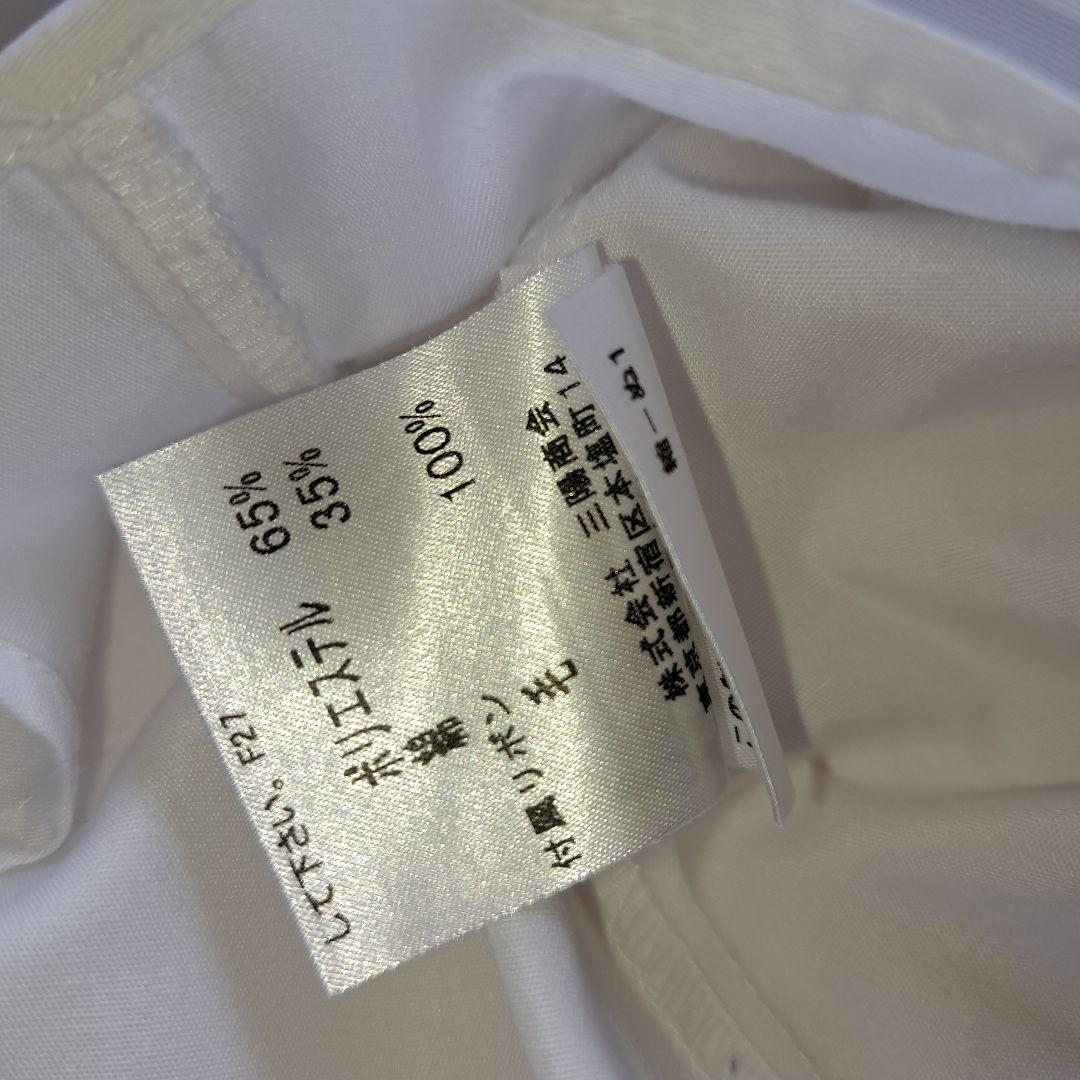 して下さい。F27
ポリエステル 65%
綿 35%
付属リボン
毛 100%
株式会社 三陽商会
東京都新宿区本塩町14
この